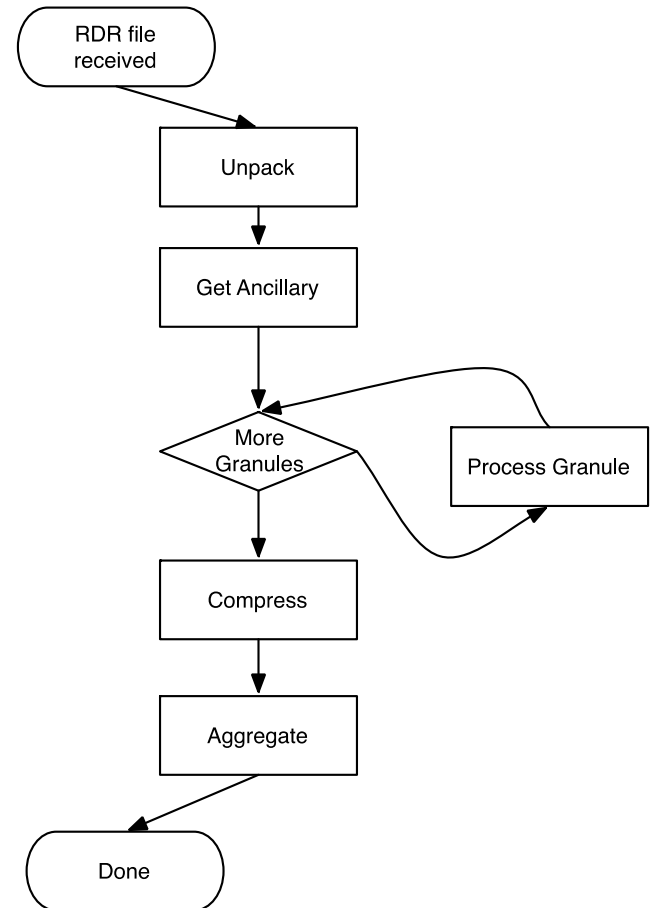 RDR file
received
Unpack
Get Ancillary
More
Granules
Process Granule
Compress
Aggregate
Done